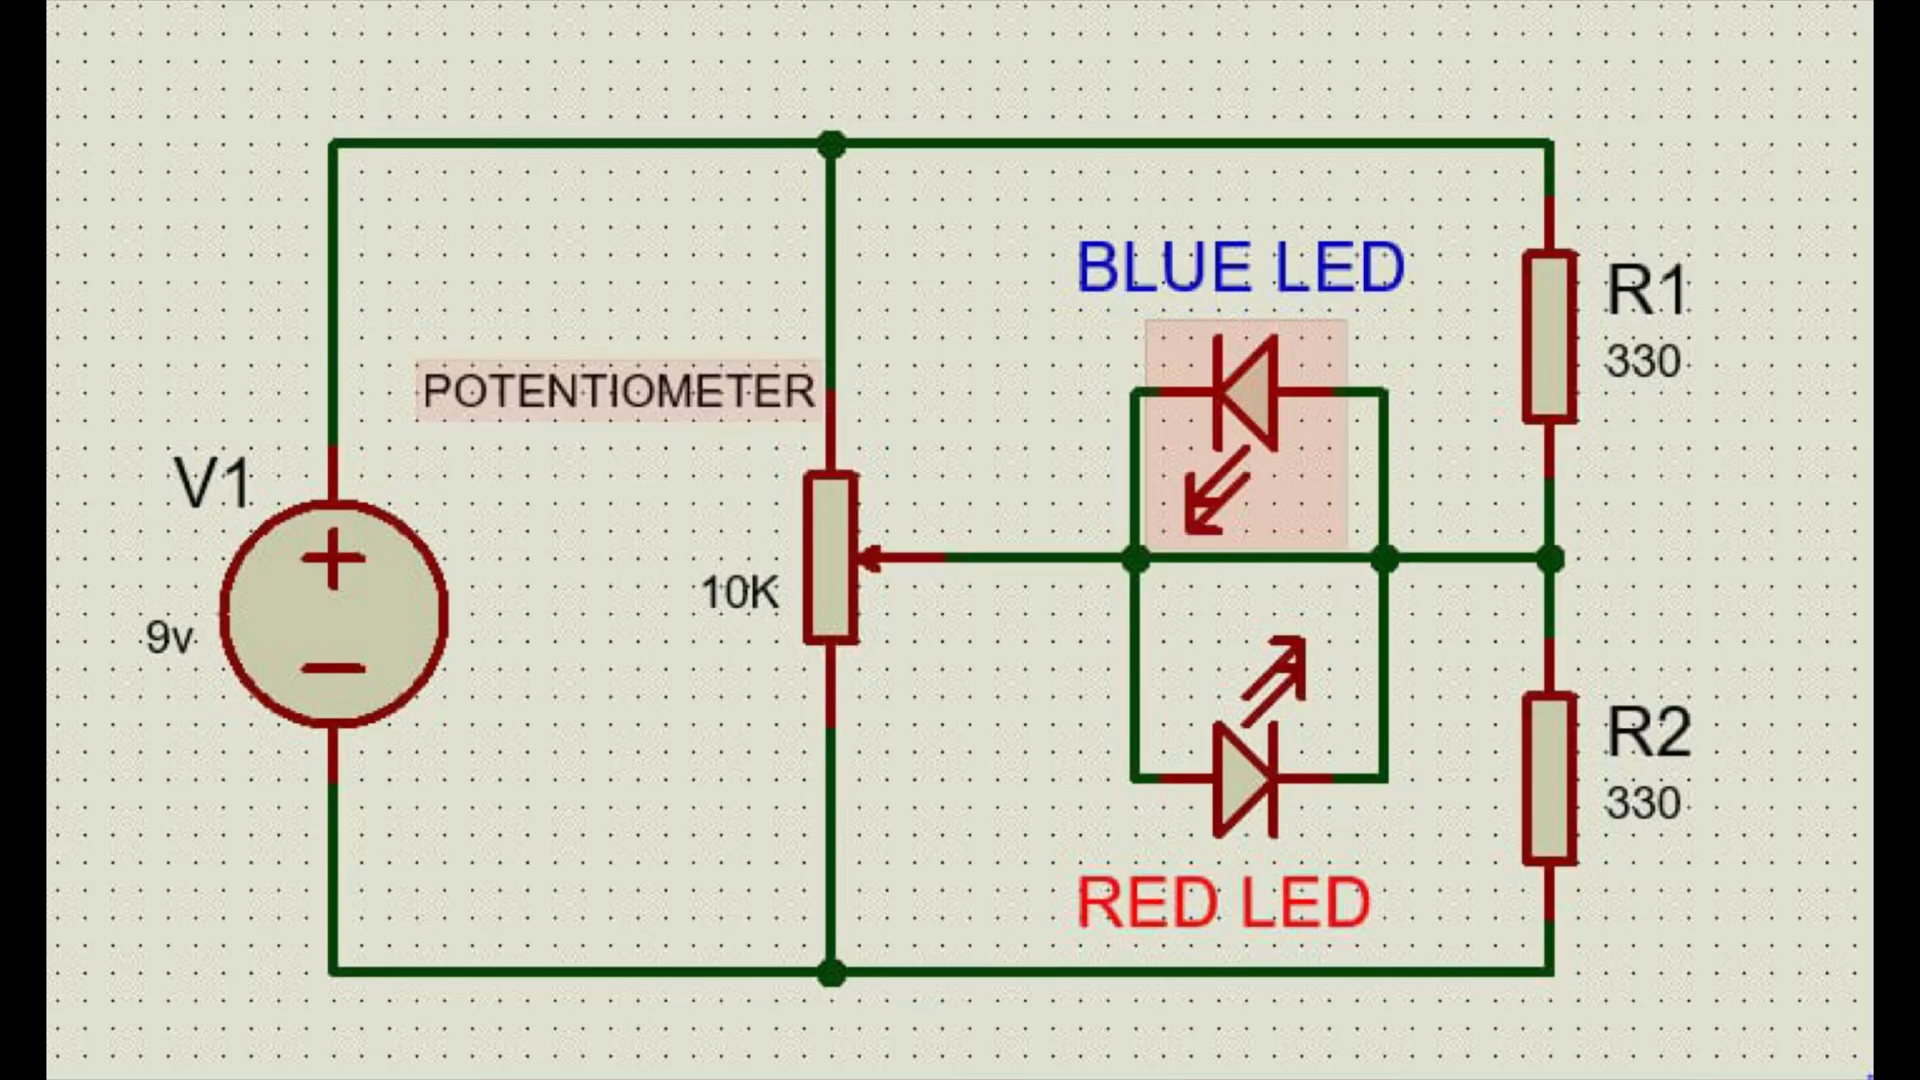 BLUE LED
R1
330
POTENTIOMETER
V1
9v
10K
R2
330
RED LED